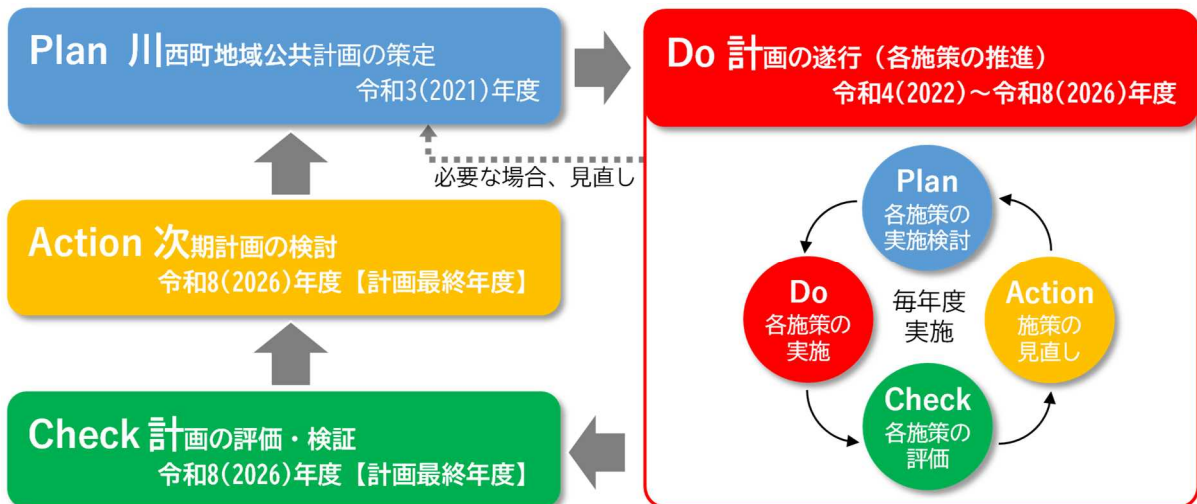 Plan 川西町地域公共計画の策定
令和3(2021)年度
Do 計画の遂行（各施策の推進）
令和4(2022)～令和8(2026)年度
必要な場合、見直し
Action 次期計画の検討
令和8(2026)年度【計画最終年度】
Check 計画の評価・検証
令和8(2026)年度【計画最終年度】
Plan
各施策の
実施検討
Do
各施策の
実施
毎年度
実施
Action
施策の
見直し
Check
各施策の
評価